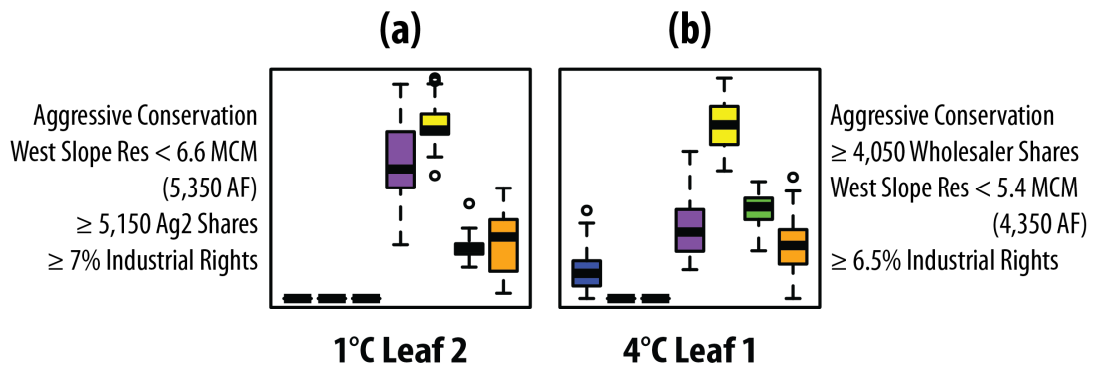 (a)
(b)
Aggressive Conservation
West Slope Res < 6.6 MCM
(5,350 AF)
≥ 5,150 Ag2 Shares
≥ 7% Industrial Rights
Aggressive Conservation
≥ 4,050 Wholesaler Shares
West Slope Res < 5.4 MCM
(4,350 AF)
≥ 6.5% Industrial Rights
1°C Leaf 2
4°C Leaf 1